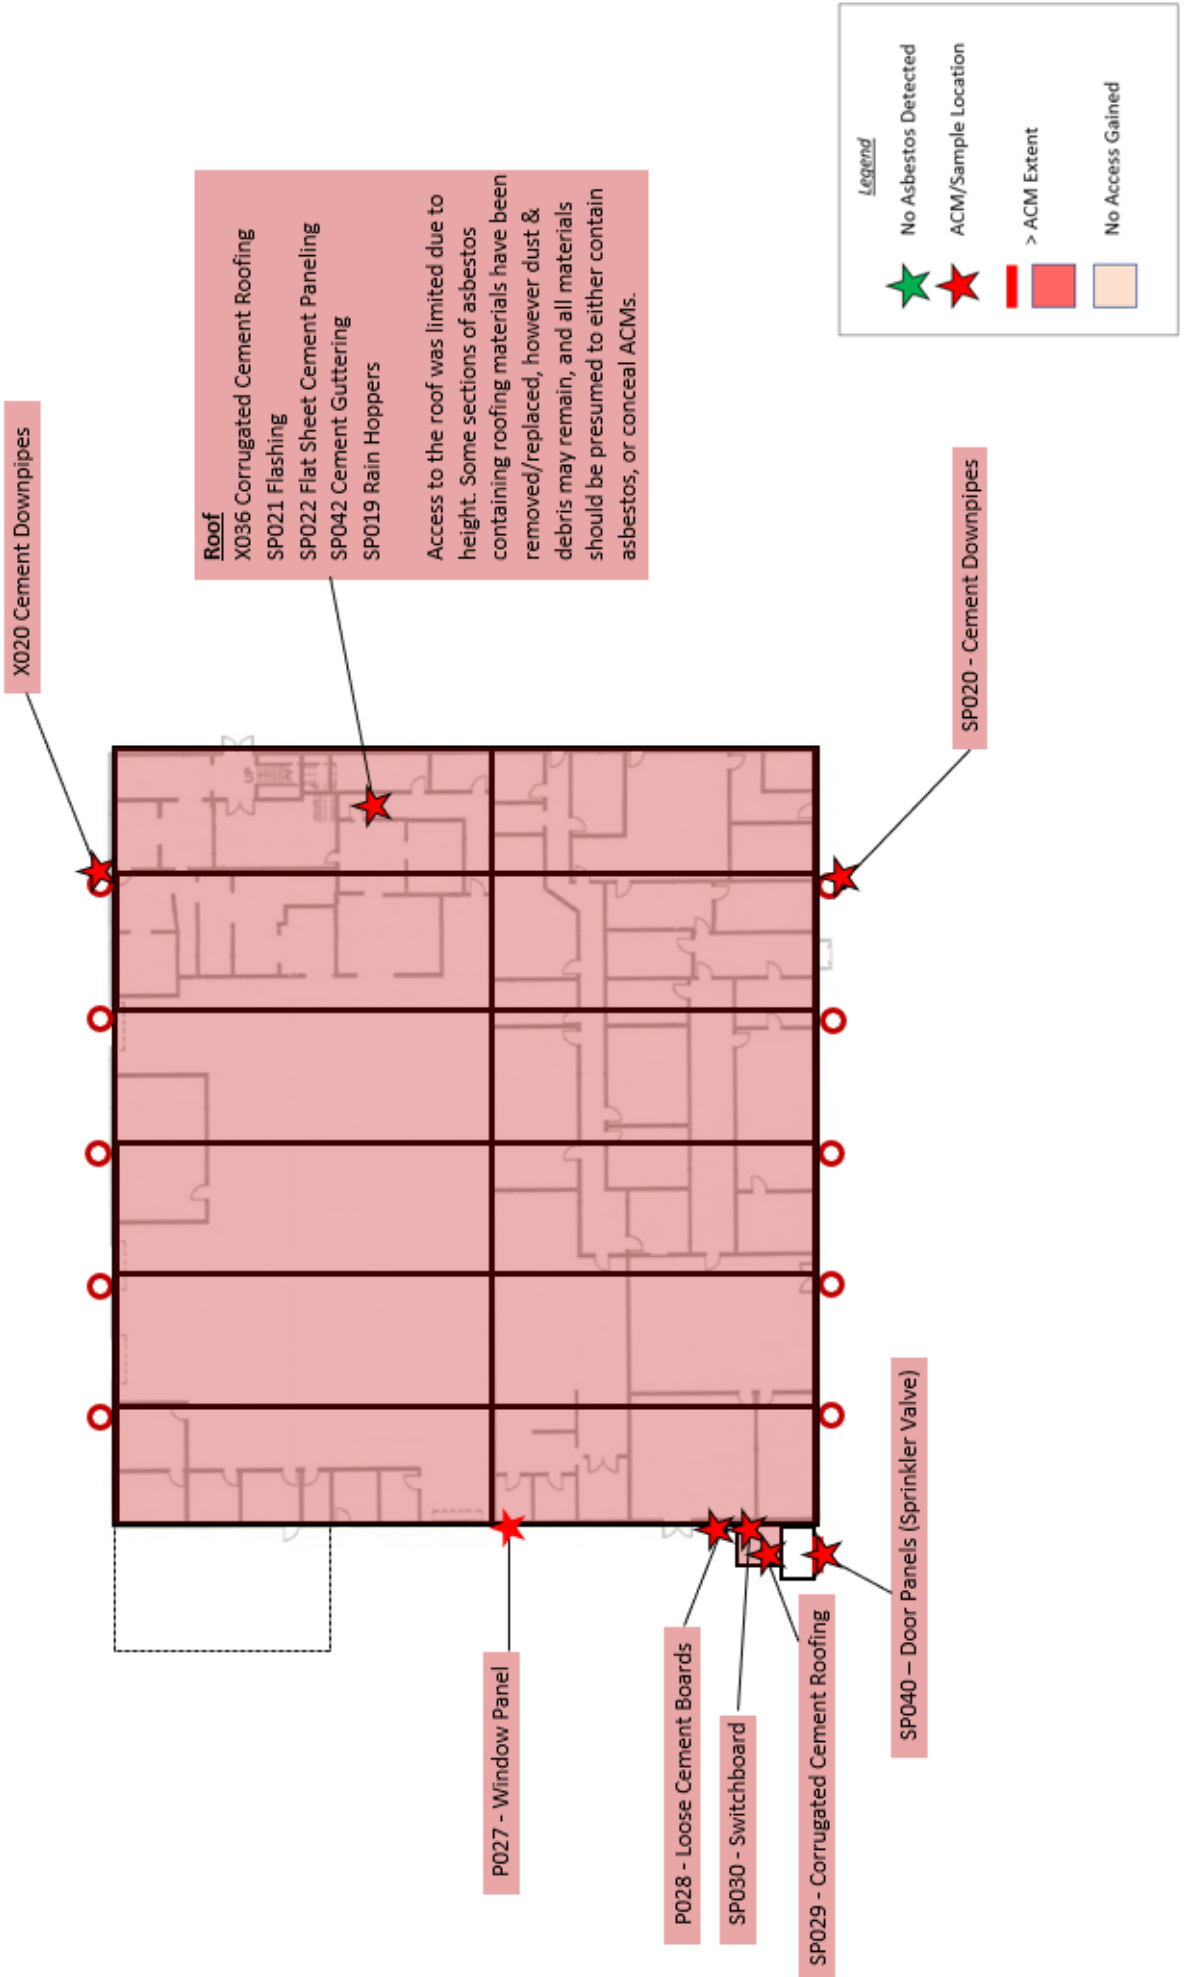 X020 Cement Downpipes
Roof
X036 Corrugated Cement Roofing
SP021 Flashing
SP022 Flat Sheet Cement Paneling
SP042 Cement Guttering
SP019 Rain Hoppers
Access to the roof was limited due to
height. Some sections of asbestos
containing roofing materials have been
removed/replaced, however dust &
debris may remain, and all materials
should be presumed to either contain
asbestos, or conceal ACMs.
UP
P027 - Window Panel
P028 - Loose Cement Boards
SP030 - Switchboard
SP029 - Corrugated Cement Roofing
SP040 – Door Panels (Sprinkler Valve)
SP020 - Cement Downpipes
Legend
No Asbestos Detected
ACM/Sample Location
> ACM Extent
No Access Gained